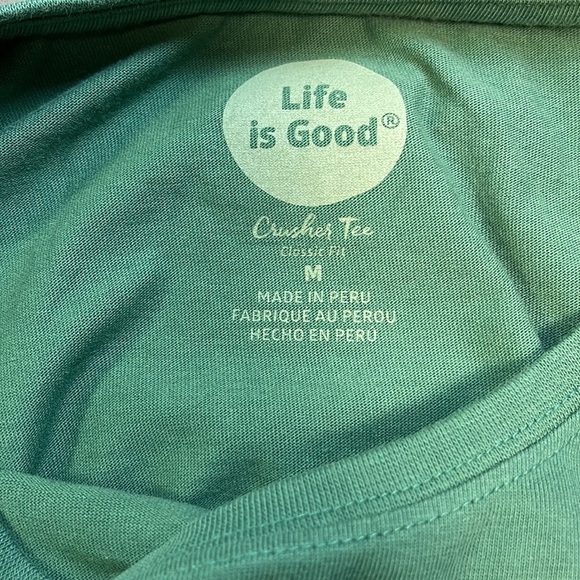 Life
is Good®
Crusher Tee
Classic Fit
M
MADE IN PERU
FABRIQUE AU PEROU
HECHO EN PERU